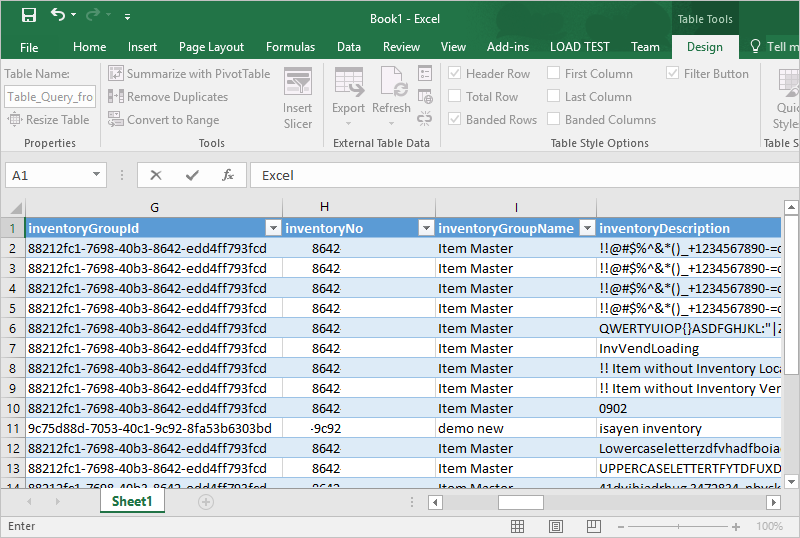 Book1 - Excel
Table Tools
File Home Insert Page Layout Formulas Data Review View Add-ins LOAD TEST Team Design Tell m
Table Name: Summarize with PivotTable Header Row First Column Filter Button
Table_Query_fro Remove Duplicates Insert Slicer Export Refresh Total Row Last Column Quic Styles
Resize Table Convert to Range Banded Rows Banded Columns
Properties Tools External Table Data Table Style Options Table S
A1 fx Excel
G H I
1 inventoryGroupId inventoryNo inventoryGroupName inventoryDescription
2 88212fc1-7698-40b3-8642-edd4ff793fcd 8642 Item Master !!@#$%^&*()_+1234567890-=
3 88212fc1-7698-40b3-8642-edd4ff793fcd 8642 Item Master !!@#$%^&*()_+1234567890-=
4 88212fc1-7698-40b3-8642-edd4ff793fcd 8642 Item Master !!@#$%^&*()_+1234567890-=
5 88212fc1-7698-40b3-8642-edd4ff793fcd 8642 Item Master !!@#$%^&*()_+1234567890-=
6 88212fc1-7698-40b3-8642-edd4ff793fcd 8642 Item Master QWERTYUIOP{}ASDFGHJKL:"|Z
7 88212fc1-7698-40b3-8642-edd4ff793fcd 8642 Item Master InvVendLoading
8 88212fc1-7698-40b3-8642-edd4ff793fcd 8642 Item Master !! Item without Inventory Loca
9 88212fc1-7698-40b3-8642-edd4ff793fcd 8642 Item Master !! Item without Inventory Ven
10 88212fc1-7698-40b3-8642-edd4ff793fcd 8642 Item Master 0902
11 9c75d88d-7053-40c1-9c92-8fa53b6303bd -9c92 demo new isayen inventory
12 88212fc1-7698-40b3-8642-edd4ff793fcd 8642 Item Master Lowercaseletterzdfvhadfboia
13 88212fc1-7698-40b3-8642-edd4ff793fcd 8642 Item Master UPPERCASELETTERTFYTDFUXD
14 88212fc1-7698-40b3-8642-edd4ff793fcd 8642 Item Master
Sheet1
Enter 100%